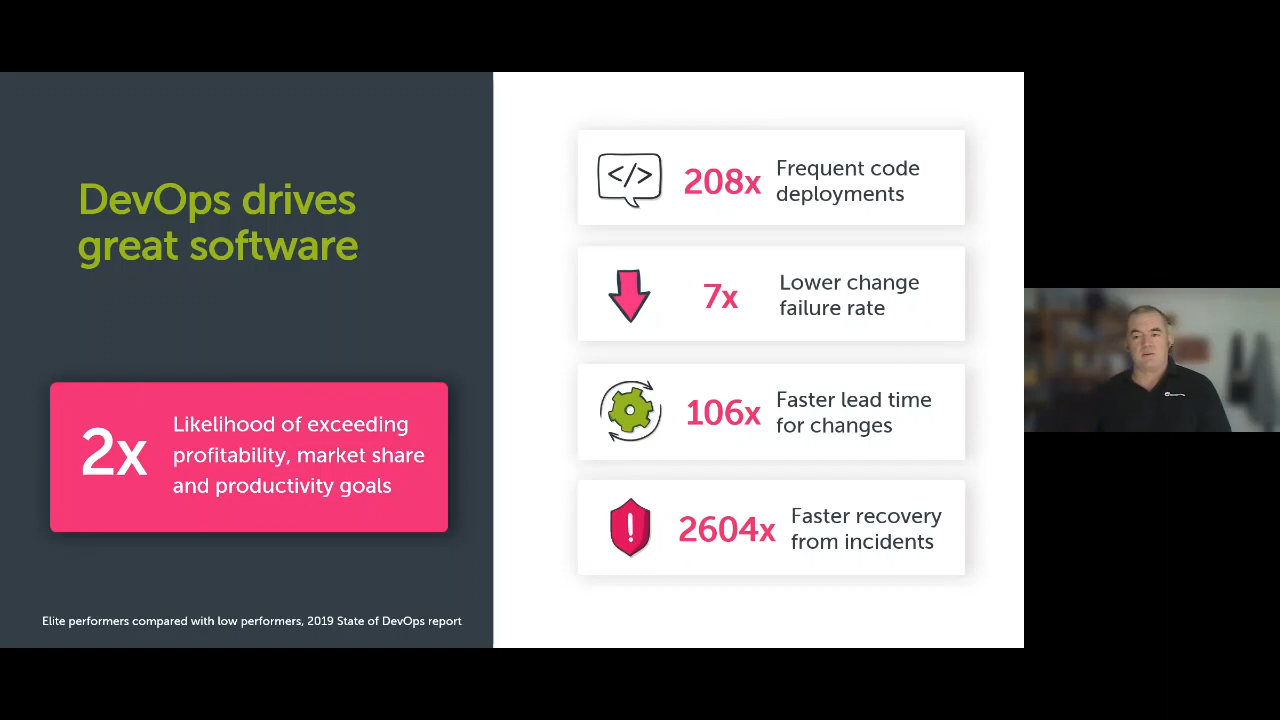 DevOps drives
great software
2x
Likelihood of exceeding
profitability, market share
and productivity goals
Elite performers compared with low performers, 2019 State of DevOps report
</>
208x
Frequent code
deployments
7x
Lower change
failure rate
106x
Faster lead time
for changes
!
2604x
Faster recovery
from incidents